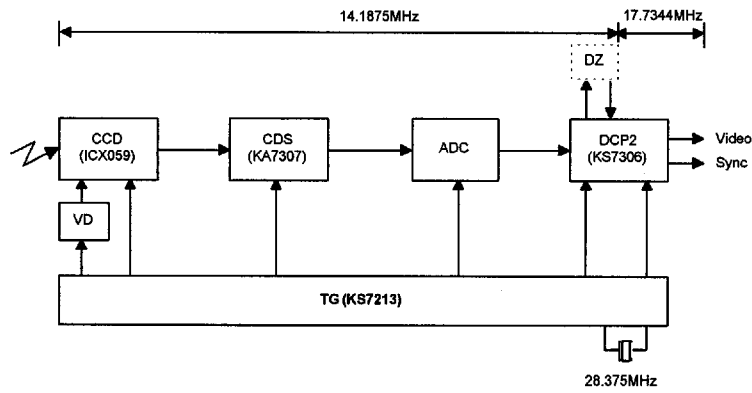 14.1875MHz
17.7344MHz
DZ
CCD
(ICX059)
CDS
(KA7307)
ADC
DCP2
(KS7306)
Video
Sync
VD
TG (KS7213)
28.375MHz